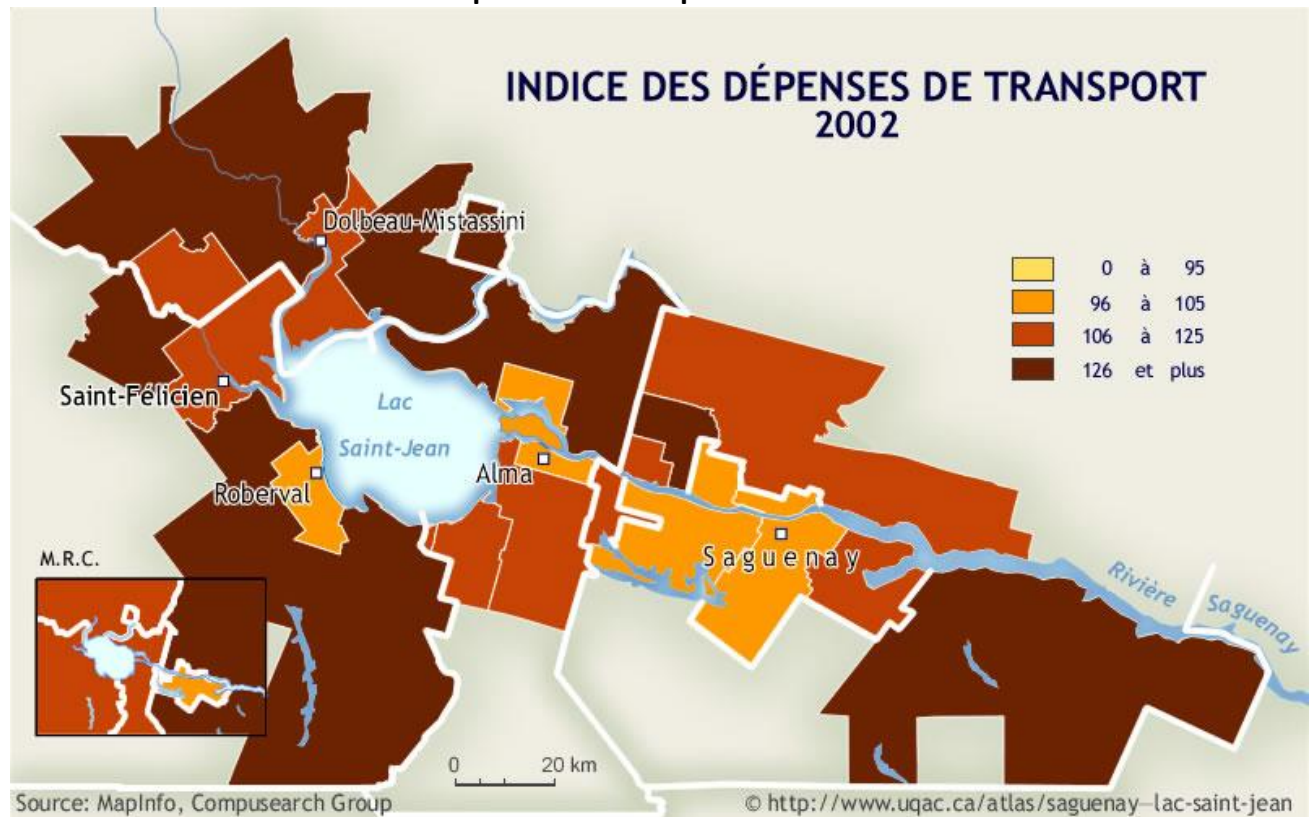 INDICE DES DÉPENSES DE TRANSPORT
2002
Dolbeau-Mistassini
0 à 95
96 à 105
106 à 125
126 et plus
Saint-Félicien
Lac
Saint-Jean
Alma
Roberval
Saguenay
Rivière Saguenay
M.R.C.
0 20 km
Source: MapInfo, Compusearch Group
© http://www.uqac.ca/atlas/saguenay-lac-saint-jean